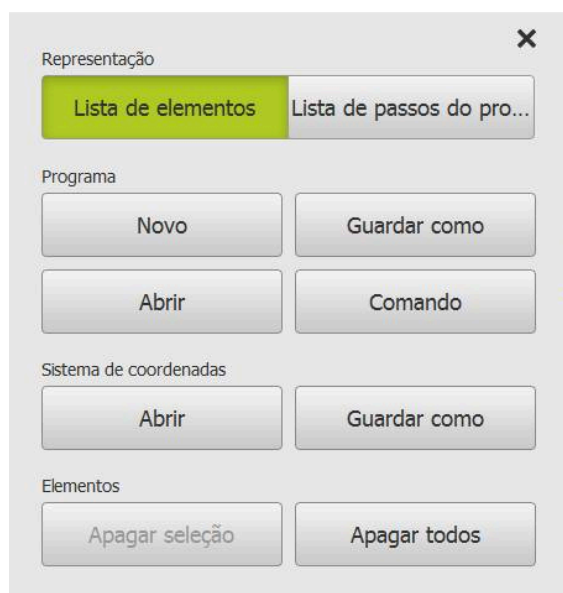 Representação
Lista de elementos
Lista de passos do pro...
Programa
Novo
Guardar como
Abrir
Comando
Sistema de coordenadas
Abrir
Guardar como
Elementos
Apagar seleção
Apagar todos